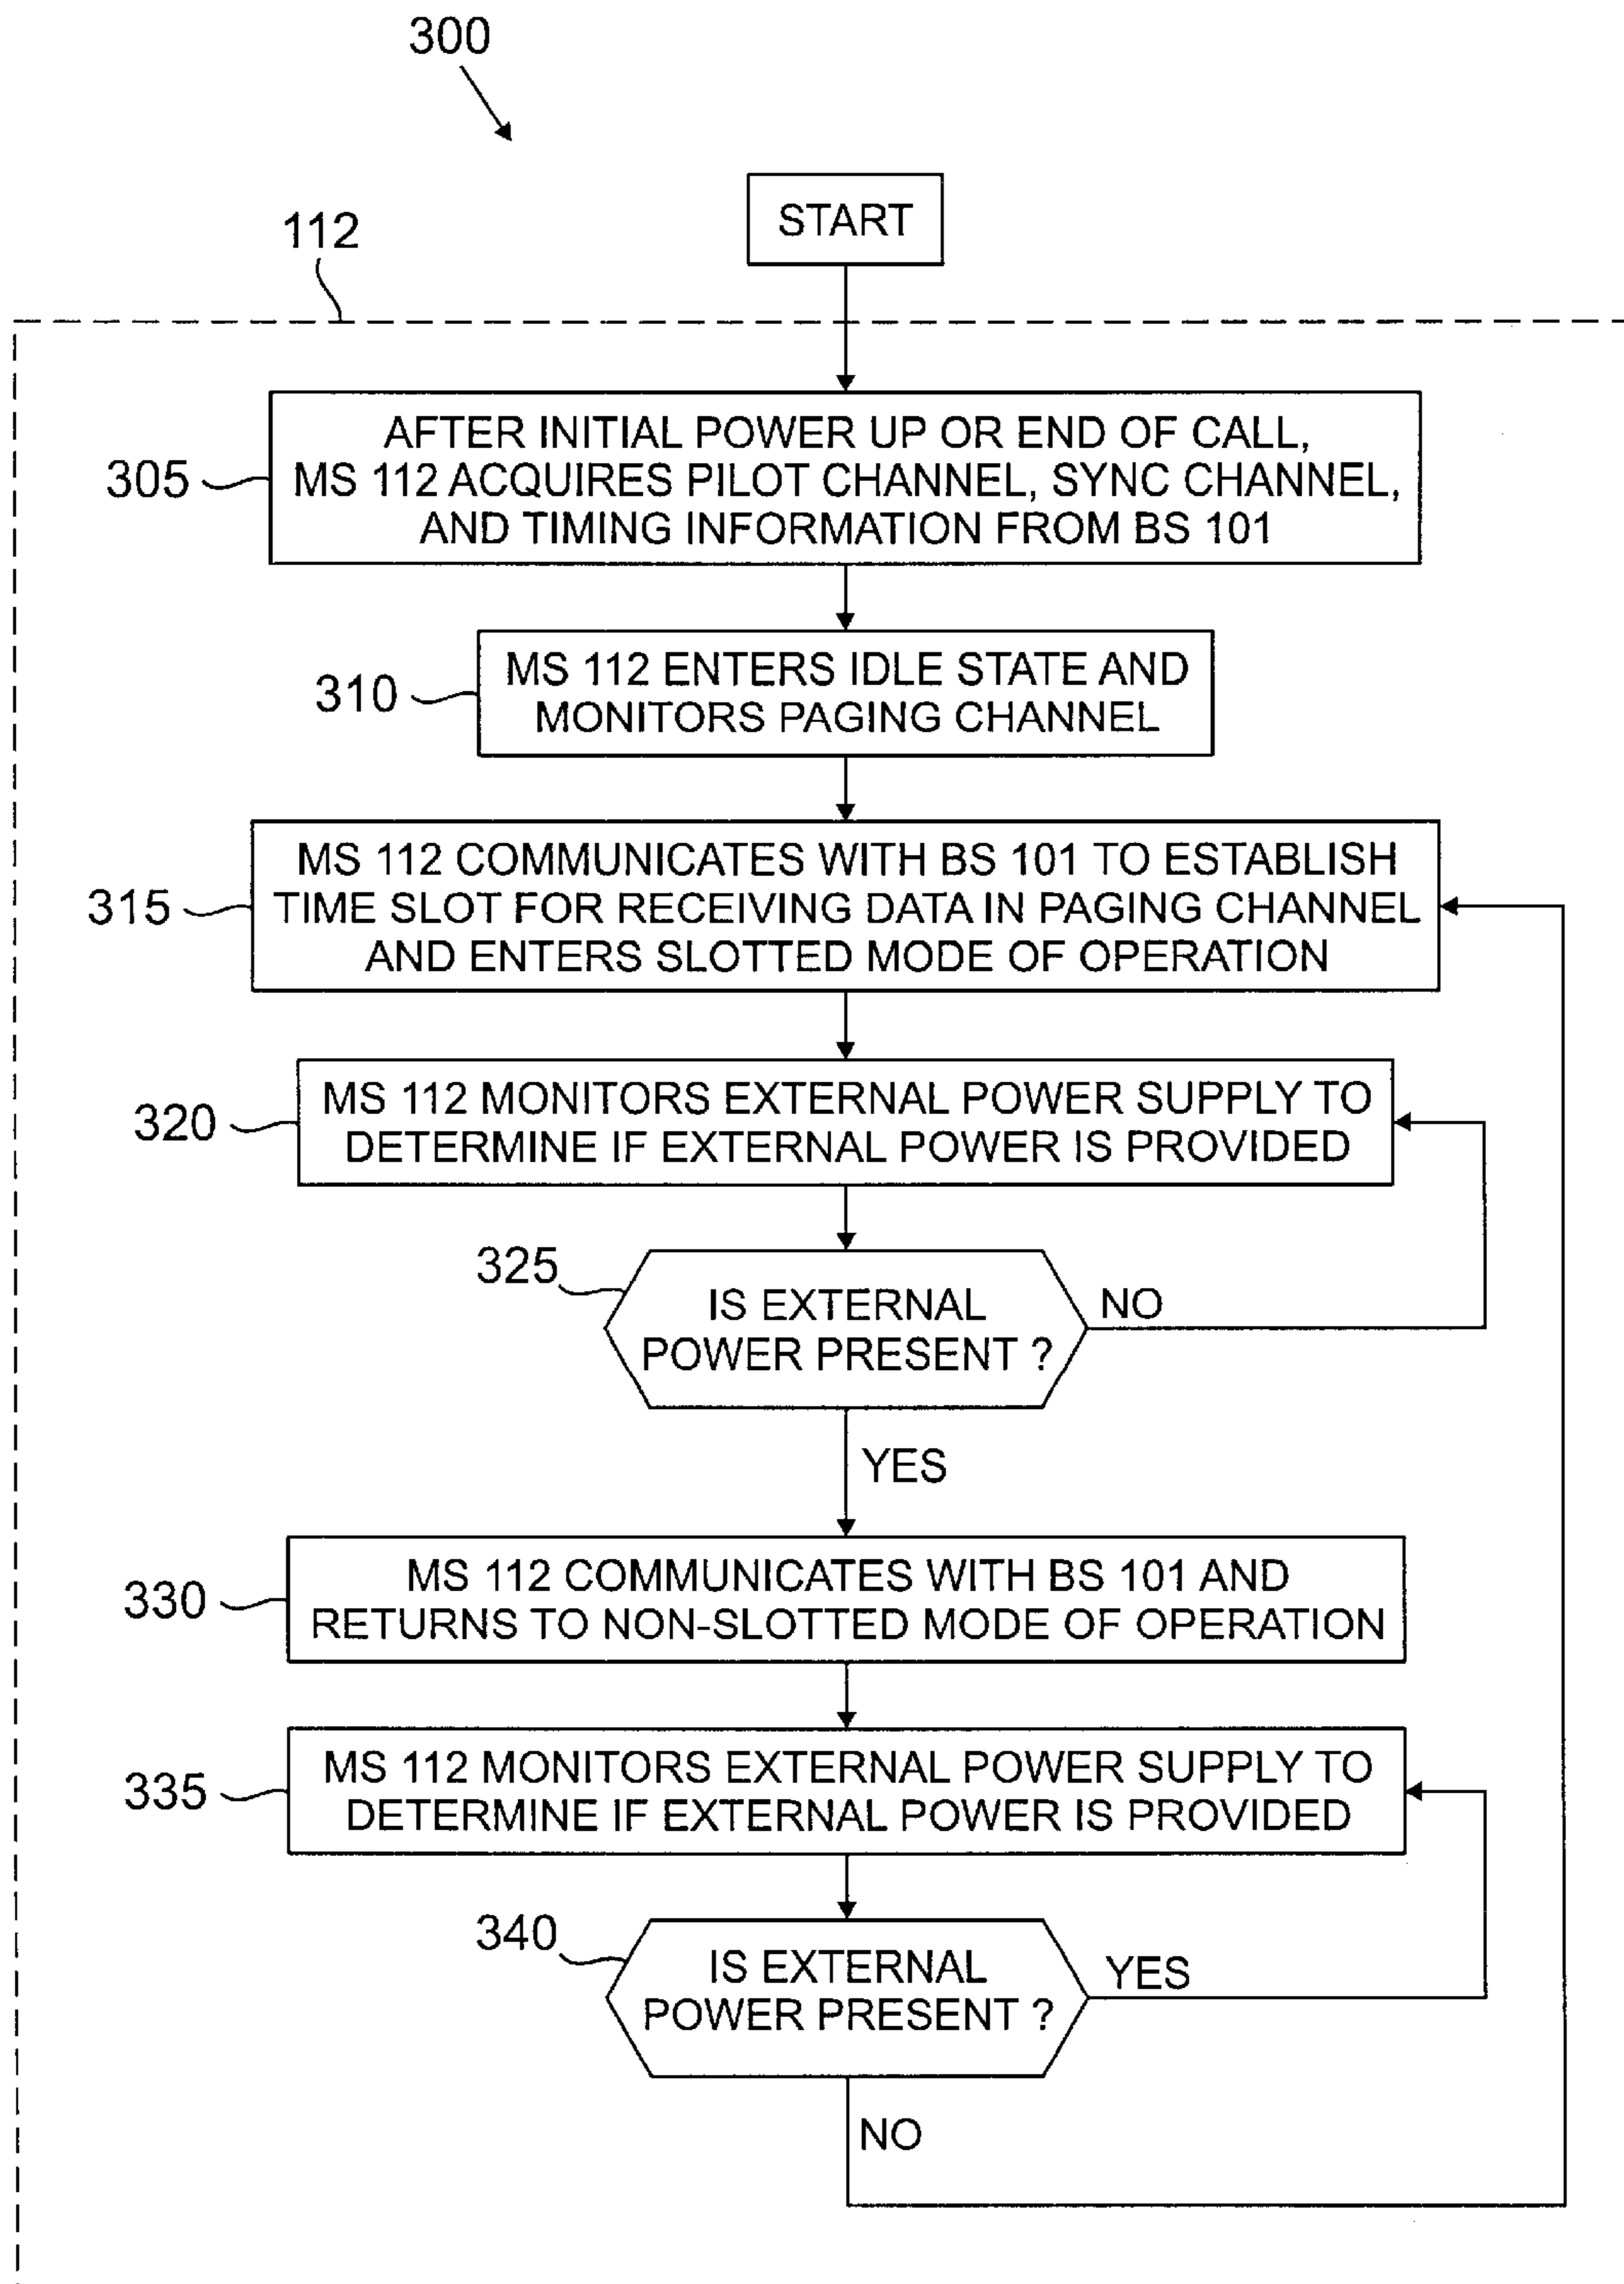 300
START
112
305
AFTER INITIAL POWER UP OR END OF CALL,
MS 112 ACQUIRES PILOT CHANNEL, SYNC CHANNEL,
AND TIMING INFORMATION FROM BS 101
310
MS 112 ENTERS IDLE STATE AND
MONITORS PAGING CHANNEL
315
MS 112 COMMUNICATES WITH BS 101 TO ESTABLISH
TIME SLOT FOR RECEIVING DATA IN PAGING CHANNEL
AND ENTERS SLOTTED MODE OF OPERATION
320
MS 112 MONITORS EXTERNAL POWER SUPPLY TO
DETERMINE IF EXTERNAL POWER IS PROVIDED
325
IS EXTERNAL
POWER PRESENT ?
NO
YES
330
MS 112 COMMUNICATES WITH BS 101 AND
RETURNS TO NON-SLOTTED MODE OF OPERATION
335
MS 112 MONITORS EXTERNAL POWER SUPPLY TO
DETERMINE IF EXTERNAL POWER IS PROVIDED
340
IS EXTERNAL
POWER PRESENT ?
YES
NO